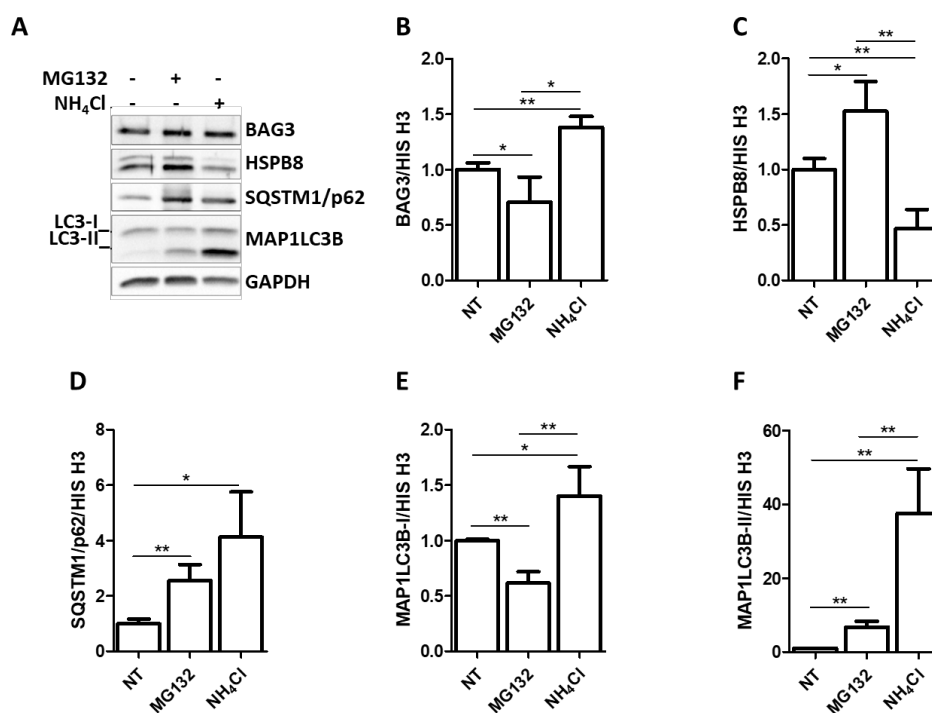 A
MG132 - + -
NH₄Cl - - +
BAG3
HSPB8
SQSTM1/p62
LC3-I
LC3-II
MAP1LC3B
GAPDH
B
BAG3/HIS H3
2.0
1.5
1.0
0.5
0.0
*
**
*
NT
MG132
NH₄Cl
C
HSPB8/HIS H3
2.0
1.5
1.0
0.5
0.0
**
**
*
NT
MG132
NH₄Cl
D
SQSTM1/p62/HIS H3
8
6
4
2
0
*
**
NT
MG132
NH₄Cl
E
MAP1LC3B-I/HIS H3
2.0
1.5
1.0
0.5
0.0
**
*
**
NT
MG132
NH₄Cl
F
MAP1LC3B-II/HIS H3
60
40
20
0
**
**
**
NT
MG132
NH₄Cl